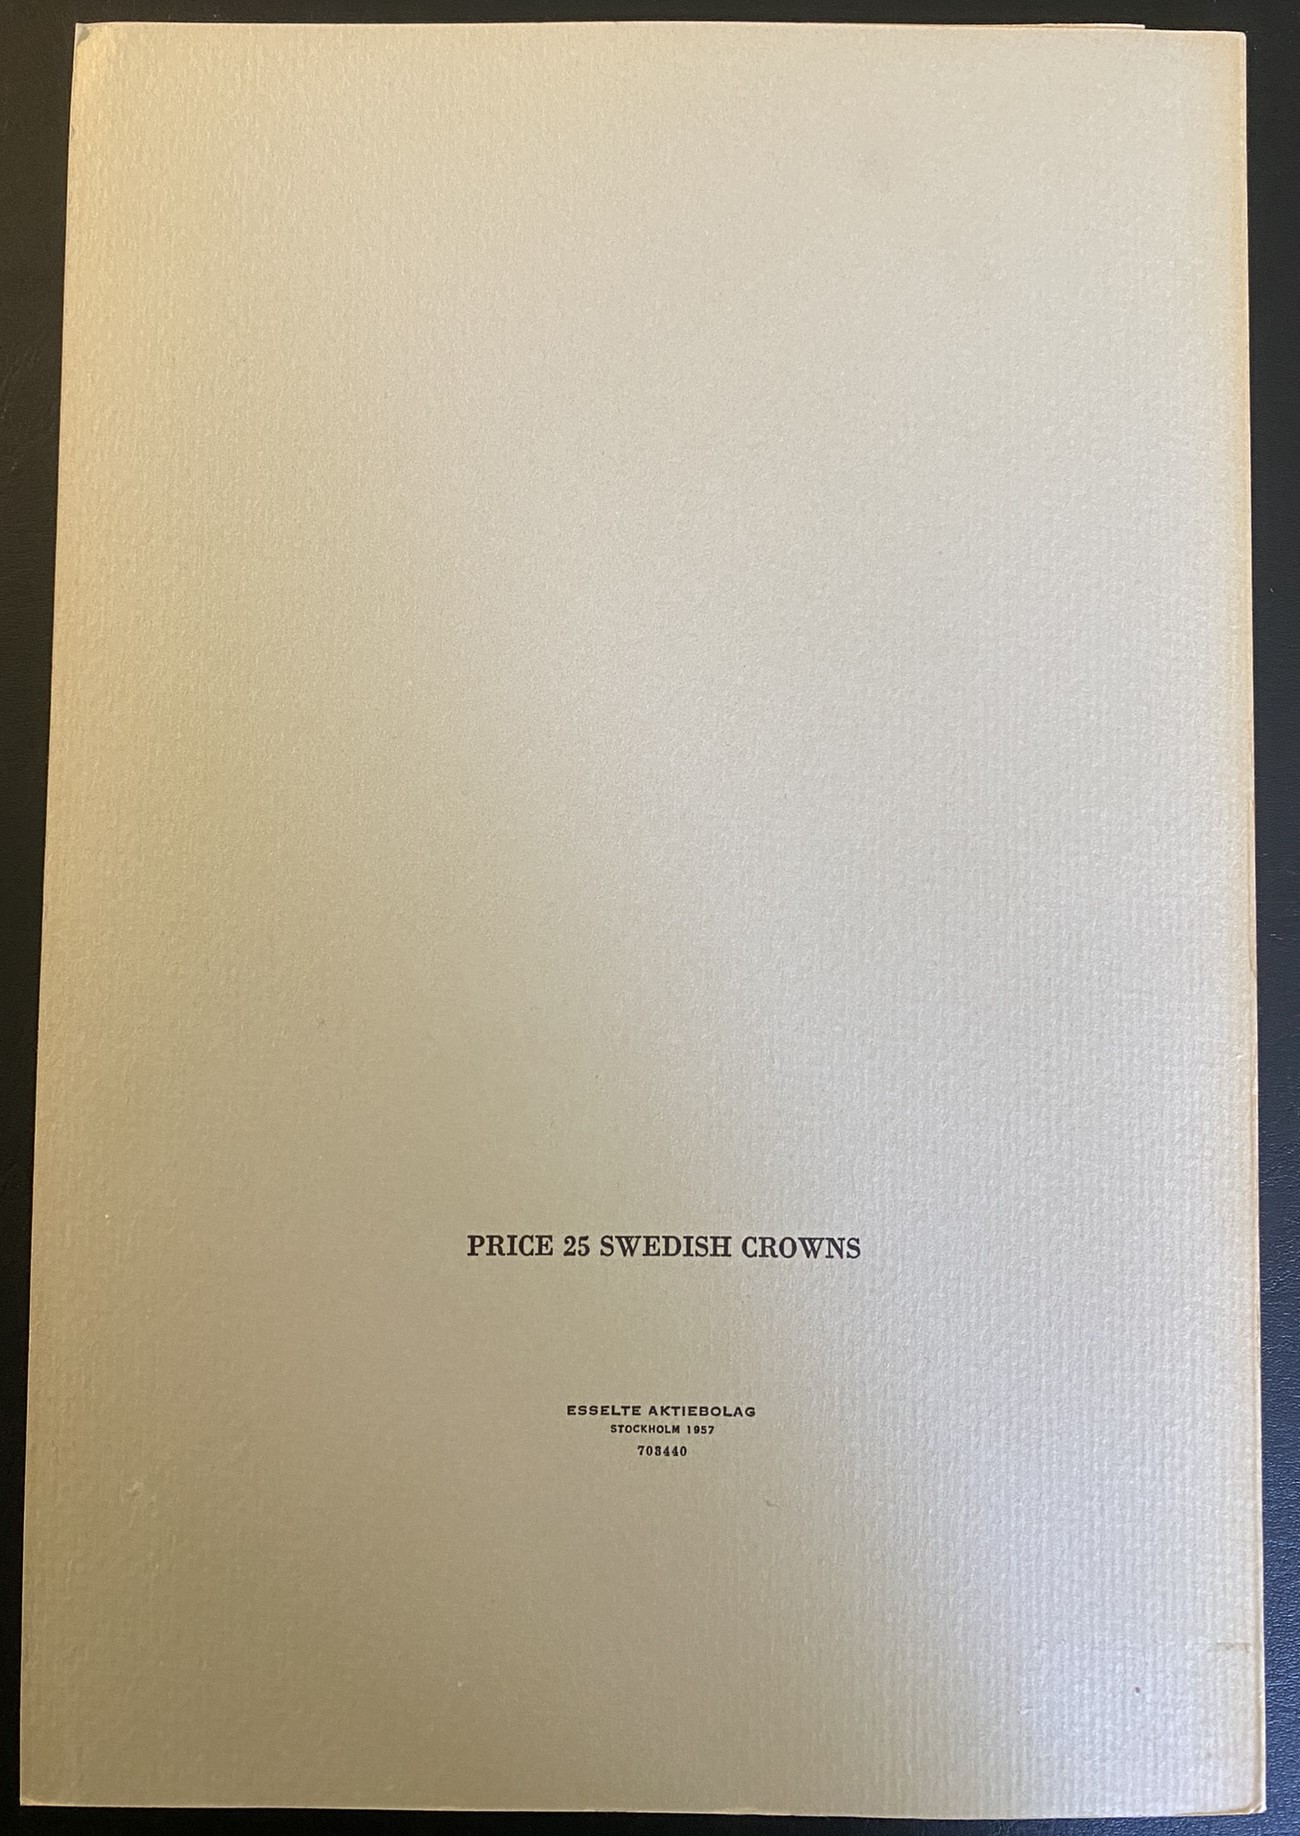 PRICE 25 SWEDISH CROWNS
ESSELTE AKTIEBOLAG
STOCKHOLM 1957
703440